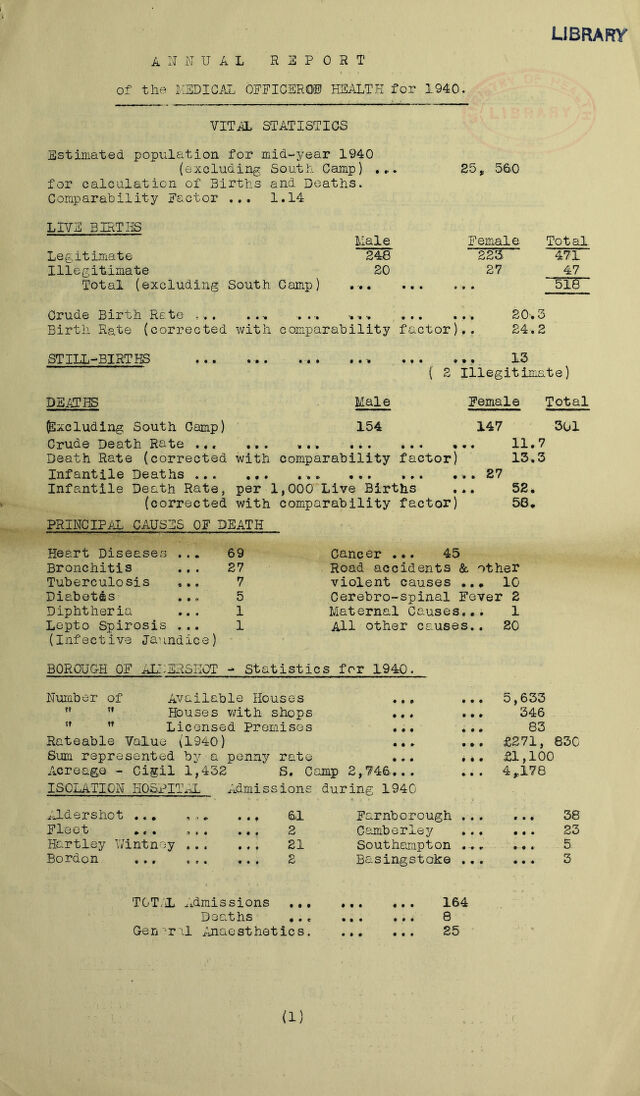 LIBRARY
MINISTRY OF HEALTH
LIBRARY
ANNUAL REPORT
of the MEDICAL OFFICEROF HEALTH for 1940.
VITAL STATISTICS
Estimated population for mid-year 1940
(excluding South Camp) ... 25, 560
for calculation of Births and Deaths.
Comparability Factor ... 1.14
LIVE BIRTHS
Male Female Total
Legitimate 248 223 471
Illegitimate 20 27 47
Total (excluding South Camp) ... ... ... 518
Crude Birth Rate ... ... ... ... ... ... 20.3
Birth Rate (corrected with comparability factor).. 24.2
STILL-BIRTHS ... ... ... ... ... ... 13
( 2 Illegitimate)
DEATHS Male Female Total
(Excluding South Camp) 154 147 301
Crude Death Rate ... ... ... ... ... ... 11.7
Death Rate (corrected with comparability factor) 13.3
Infantile Deaths ... ... ... ... ... ... 27
Infantile Death Rate, per 1,000 Live Births ... 52.
(corrected with comparability factor) 58.
PRINCIPAL CAUSES OF DEATH
Heart Diseases ... 69 Cancer ... 45
Bronchitis ... 27 Road accidents & other
Tuberculosis ... 7 violent causes ... 10
Diabetes ... 5 Cerebro-spinal Fever 2
Diphtheria ... 1 Maternal Causes... 1
Lepto Spirosis ... 1 All other causes.. 20
(Infective Jaundice)
BOROUGH OF ALDERSHOT - Statistics for 1940.
Number of Available Houses ... ... 5,633
" " Houses with shops ... ... 346
" " Licensed Premises ... ... 83
Rateable Value (1940) ... ... £271, 830
Sum represented by a penny rate ... ... £1,100
Acreage - Cigil 1,432 S. Camp 2,746... ... 4,178
ISOLATION HOSPITAL Admissions during 1940
Aldershot ... ... ... 61 Farnborough ... ... 38
Fleet ... ... ... 2 Camberley ... ... 23
Hartley Wintney ... ... 21 Southampton ... ... 5
Bordon ... ... ... 2 Basingstoke ... ... 3
TOTAL Admissions ... ... ... 164
Deaths ... ... ... 8
General Anaesthetics. ... ... 25
(1)